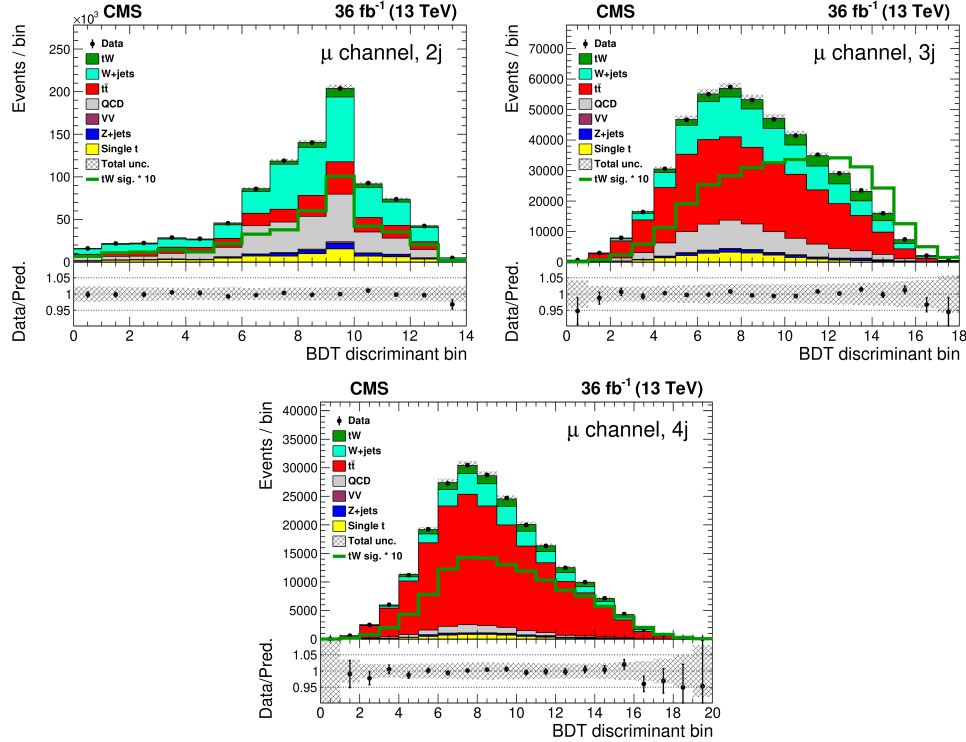 CMS 36 fb⁻¹ (13 TeV)
×10³
μ channel, 2j
Events / bin
250
200
150
100
50
0
Data
tW
W+jets
tt̄
QCD
VV
Z+jets
Single t
Total unc.
tW sig. * 10
Data/Pred.
1.05
1
0.95
0 2 4 6 8 10 12 14
BDT discriminant bin
CMS 36 fb⁻¹ (13 TeV)
μ channel, 3j
Events / bin
70000
60000
50000
40000
30000
20000
10000
0
Data
tW
W+jets
tt̄
QCD
VV
Z+jets
Single t
Total unc.
tW sig. * 10
Data/Pred.
1.05
1
0.95
0 2 4 6 8 10 12 14 16 18
BDT discriminant bin
CMS 36 fb⁻¹ (13 TeV)
μ channel, 4j
Events / bin
40000
35000
30000
25000
20000
15000
10000
5000
0
Data
tW
W+jets
tt̄
QCD
VV
Z+jets
Single t
Total unc.
tW sig. * 10
Data/Pred.
1.05
1
0.95
0 2 4 6 8 10 12 14 16 18 20
BDT discriminant bin